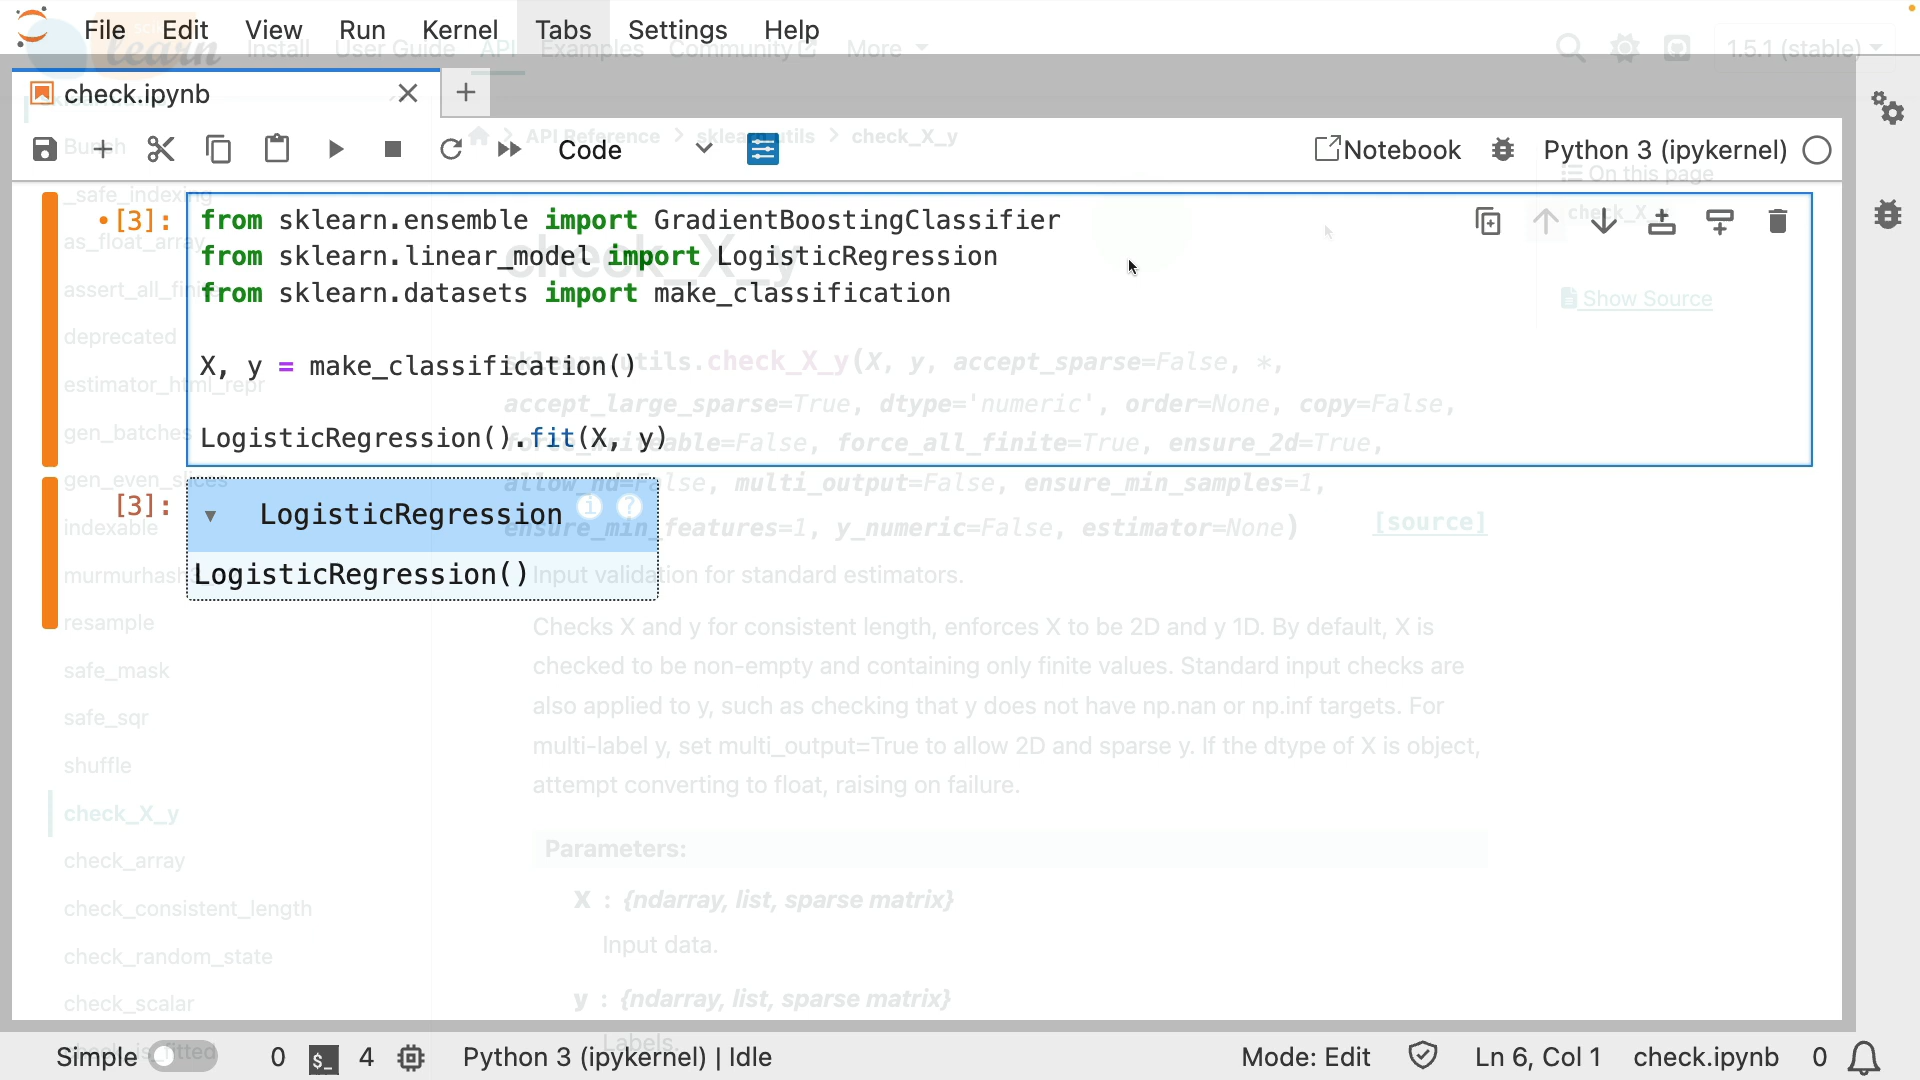 File Edit View Run Kernel Tabs Settings Help
learn Install User Guide API Examples Community More 1.5.1 (stable)
check.ipynb
Code Notebook Python 3 (ipykernel)
API Reference > sklearn.utils > check_X_y
On this page
check_X_y
Show Source
[3]: from sklearn.ensemble import GradientBoostingClassifier
from sklearn.linear_model import LogisticRegression
from sklearn.datasets import make_classification
X, y = make_classification()
LogisticRegression().fit(X, y)
[3]: LogisticRegression i ?
LogisticRegression()
Bunch
_safe_indexing
as_float_array
assert_all_finite
deprecated
estimator_html_repr
gen_batches
gen_even_slices
indexable
murmurhash
resample
safe_mask
safe_sqr
shuffle
check_X_y
check_array
check_consistent_length
check_random_state
check_scalar
check_X_y
sklearn.utils.check_X_y(X, y, accept_sparse=False, *,
accept_large_sparse=True, dtype='numeric', order=None, copy=False,
force_writeable=False, force_all_finite=True, ensure_2d=True,
allow_nd=False, multi_output=False, ensure_min_samples=1,
ensure_min_features=1, y_numeric=False, estimator=None) [source]
Input validation for standard estimators.
Checks X and y for consistent length, enforces X to be 2D and y 1D. By default, X is
checked to be non-empty and containing only finite values. Standard input checks are
also applied to y, such as checking that y does not have np.nan or np.inf targets. For
multi-label y, set multi_output=True to allow 2D and sparse y. If the dtype of X is object,
attempt converting to float, raising on failure.
Parameters:
X : {ndarray, list, sparse matrix}
Input data.
y : {ndarray, list, sparse matrix}
Labels.
Simple 0 $_ 4 Python 3 (ipykernel) | Idle Mode: Edit Ln 6, Col 1 check.ipynb 0